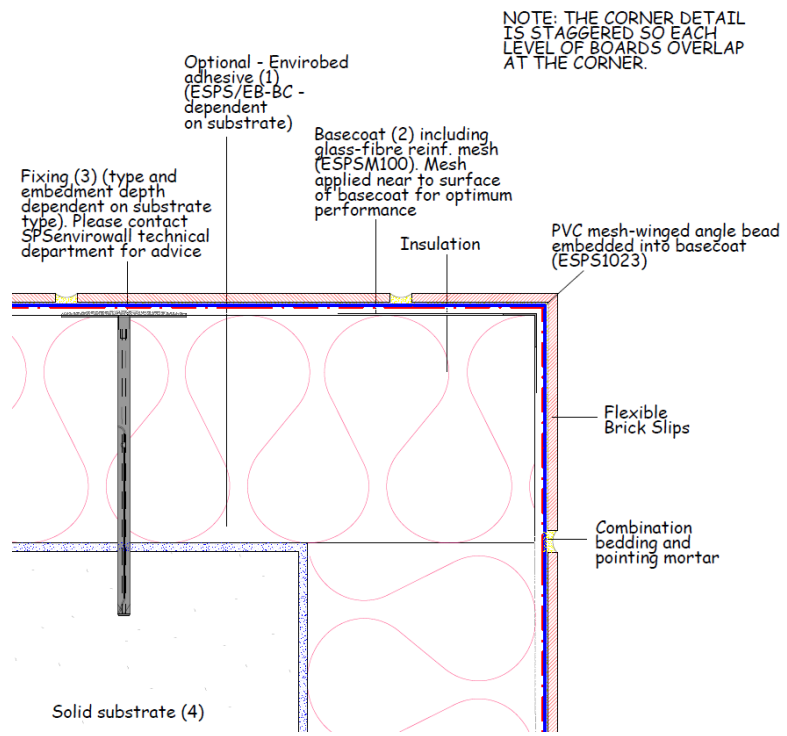 NOTE: THE CORNER DETAIL
IS STAGGERED SO EACH
LEVEL OF BOARDS OVERLAP
AT THE CORNER.
Optional - Envirobed
adhesive (1)
(ESPS/EB-BC -
dependent
on substrate)
Basecoat (2) including
glass-fibre reinf. mesh
(ESPSM100). Mesh
applied near to surface
of basecoat for optimum
performance
Fixing (3) (type and
embedment depth
dependent on substrate
type). Please contact
SPSenvirowall technical
department for advice
Insulation
PVC mesh-winged angle bead
embedded into basecoat
(ESPS1023)
Flexible
Brick Slips
Combination
bedding and
pointing mortar
Solid substrate (4)